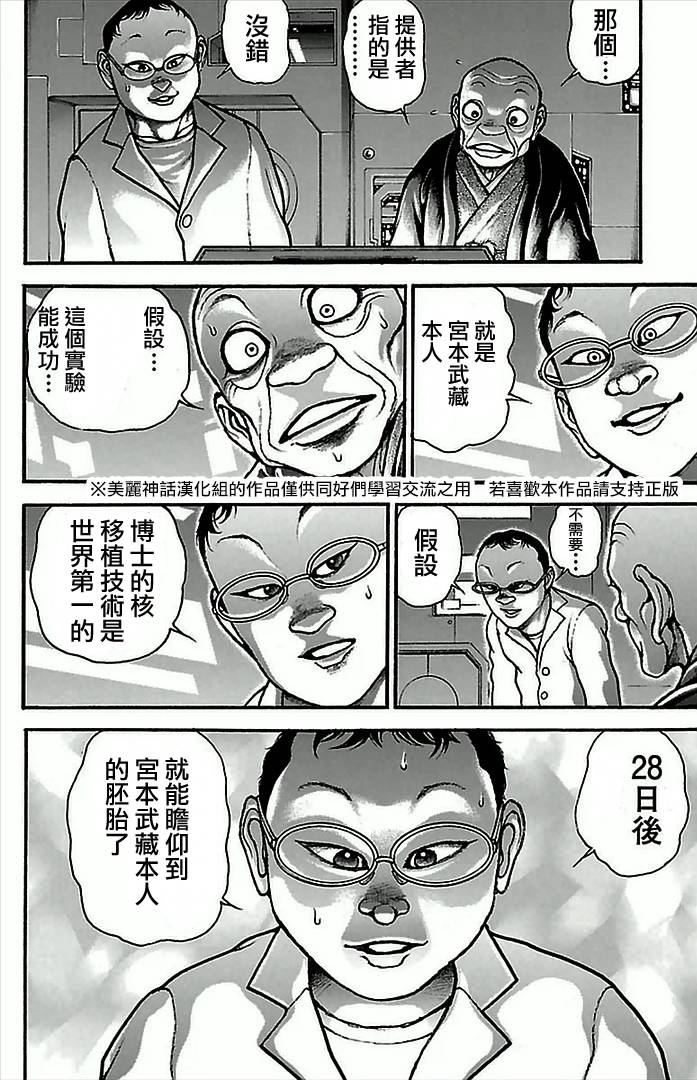 那個…
提供者
指的是
………
沒錯
就是
宮本武藏
本人
假設…
這個實驗
能成功…
※美麗神話漢化組的作品僅供同好們學習交流之用　若喜歡本作品請支持正版
不需要…
假設
博士的核
移植技術是
世界第一的
28日後
就能瞻仰到
宮本武藏本人
的胚胎了